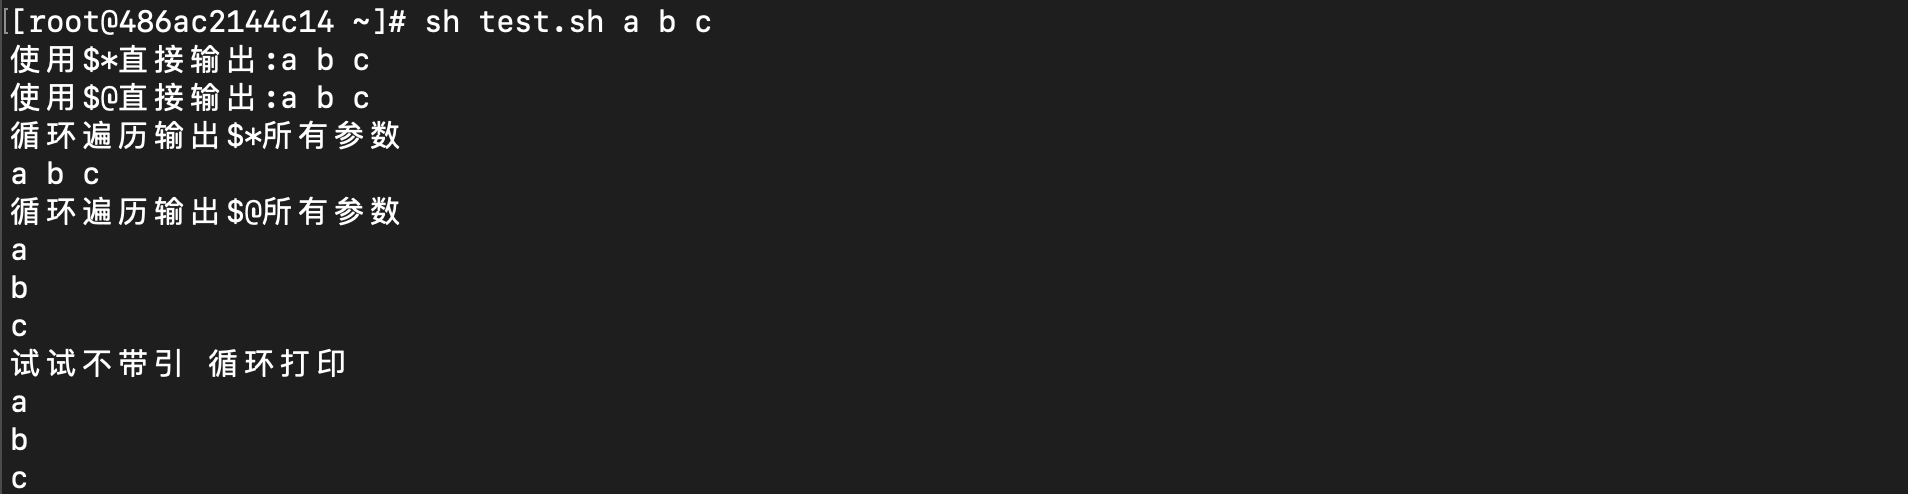 [[root@486ac2144c14 ~]# sh test.sh a b c
使用$*直接输出:a b c
使用$@直接输出:a b c
循环遍历输出$*所有参数
a b c
循环遍历输出$@所有参数
a
b
c
试试不带引 循环打印
a
b
c